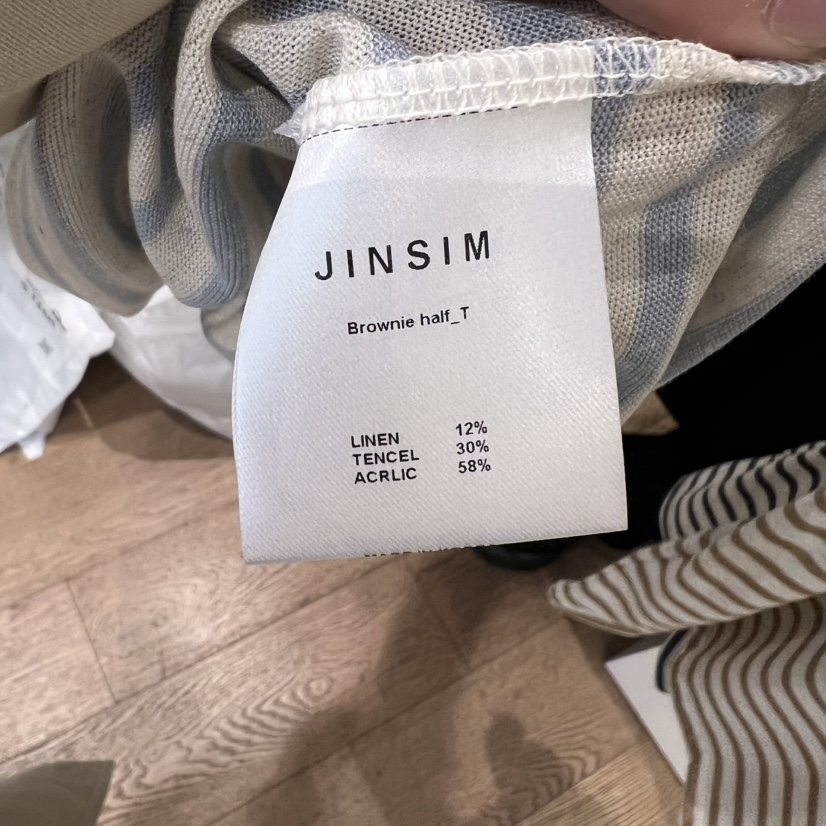 JINSIM
Brownie half_T
LINEN 12%
TENCEL 30%
ACRLIC 58%